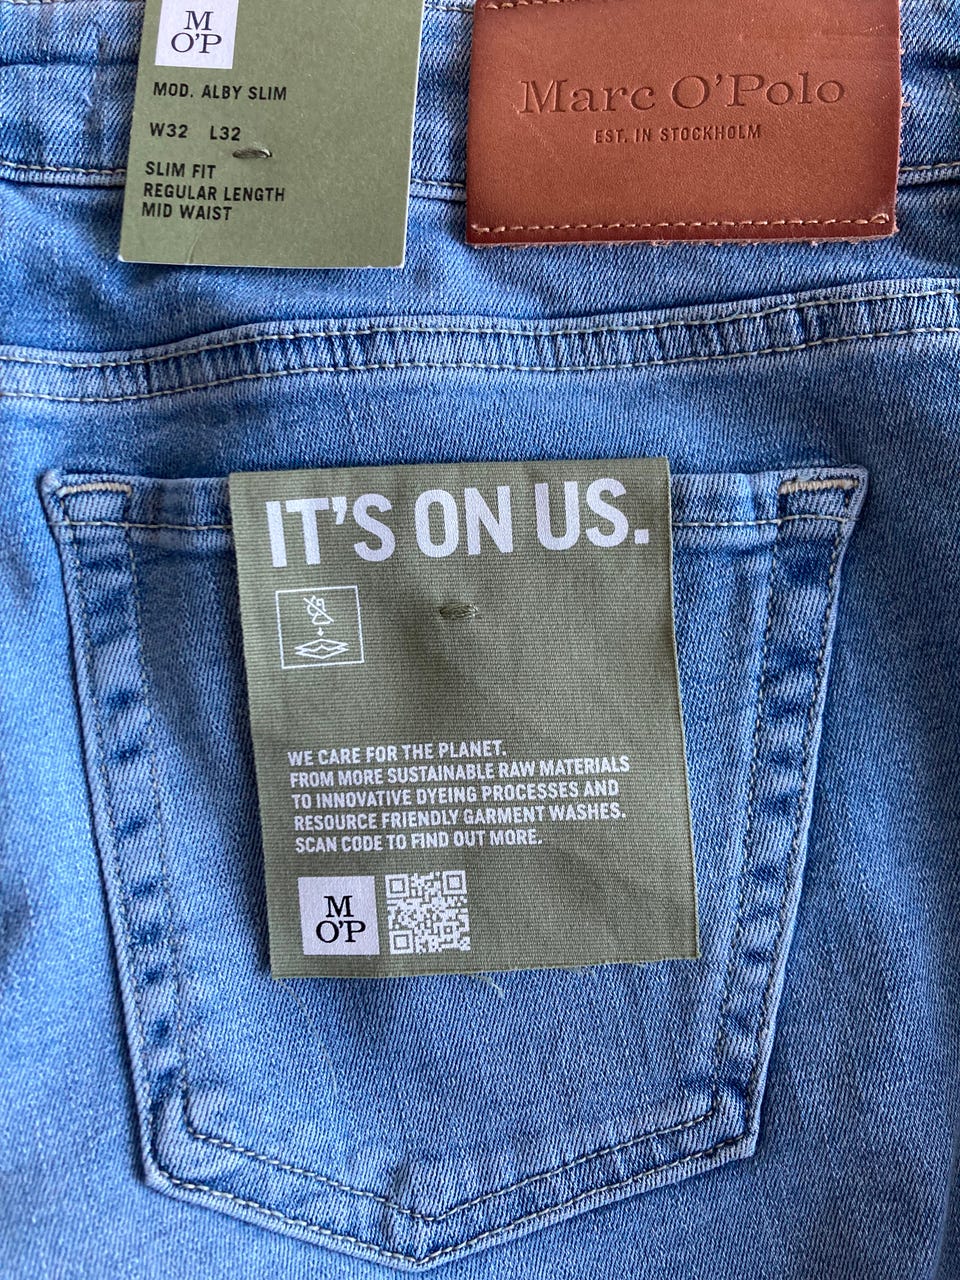 M
O'P
MOD. ALBY SLIM
W32 L32
SLIM FIT
REGULAR LENGTH
MID WAIST
Marc O'Polo
EST. IN STOCKHOLM
IT'S ON US.
WE CARE FOR THE PLANET.
FROM MORE SUSTAINABLE RAW MATERIALS
TO INNOVATIVE DYEING PROCESSES AND
RESOURCE FRIENDLY GARMENT WASHES.
SCAN CODE TO FIND OUT MORE.
M
O'P